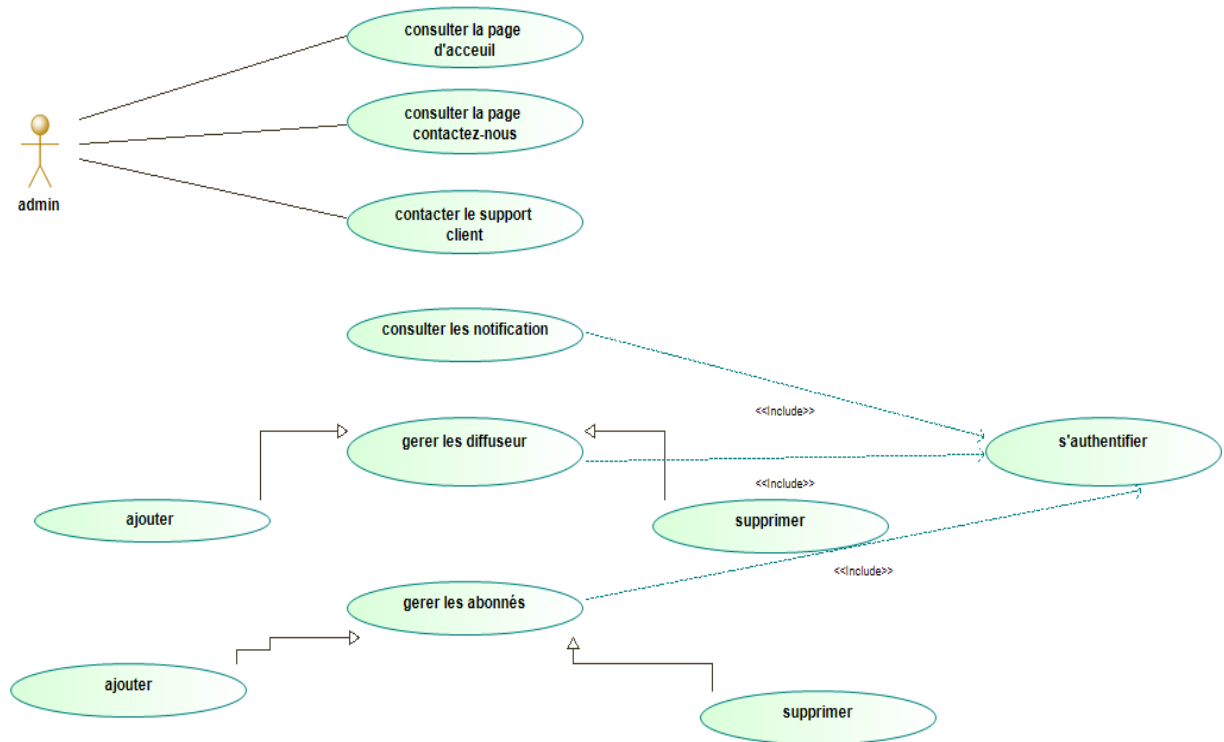 consulter la page
d'acceuil
consulter la page
contactez-nous
admin
contacter le support
client
consulter les notification
<<Include>>
gerer les diffuseur
s'authentifier
<<Include>>
ajouter
supprimer
<<Include>>
gerer les abonnés
ajouter
supprimer